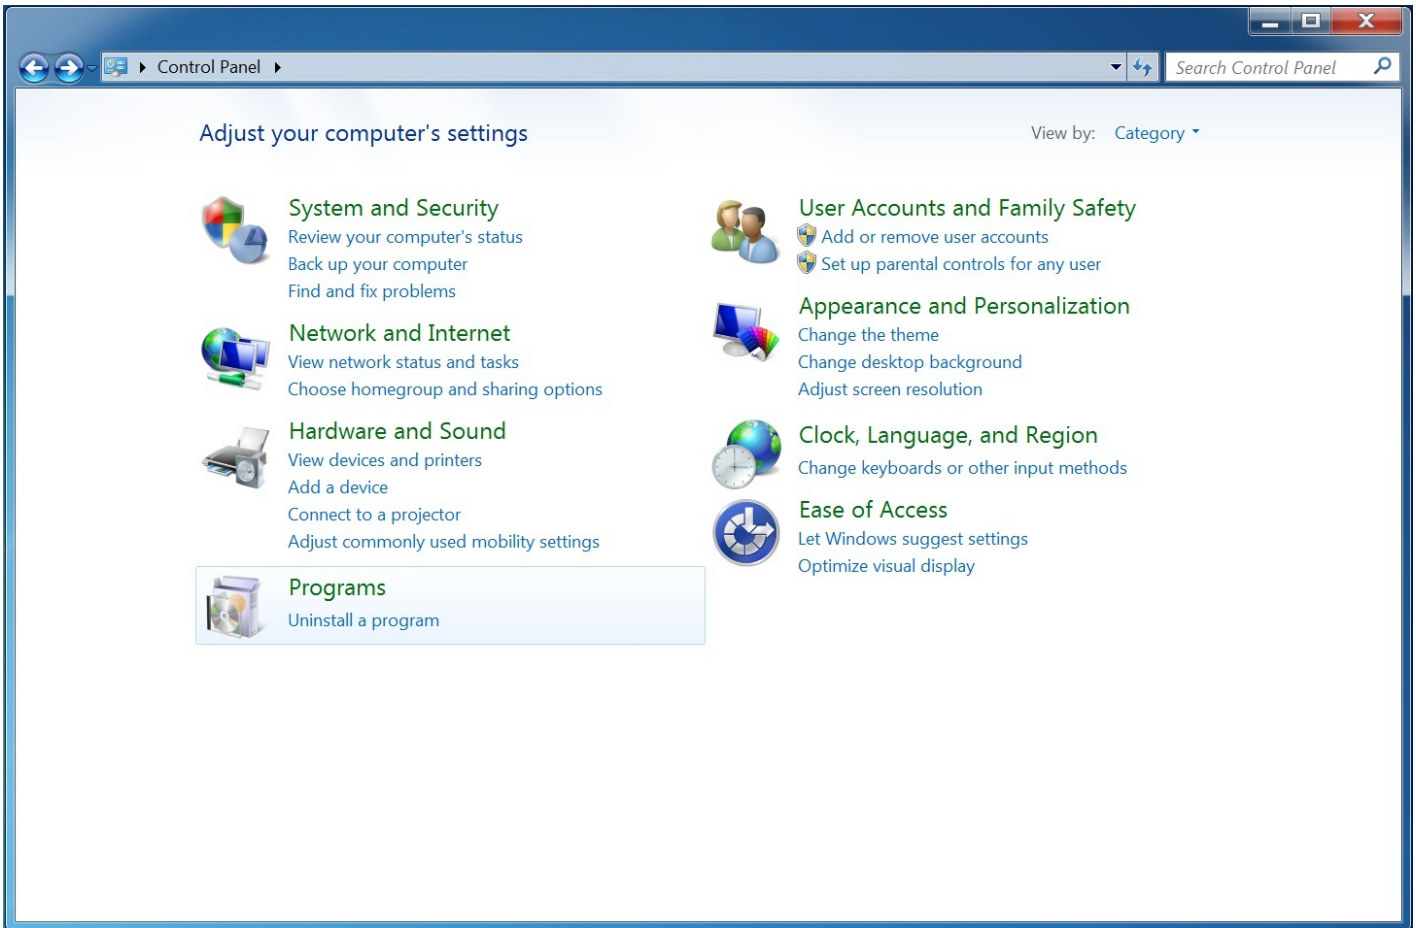 Control Panel
Search Control Panel
Adjust your computer's settings
View by: Category
System and Security
Review your computer's status
Back up your computer
Find and fix problems
Network and Internet
View network status and tasks
Choose homegroup and sharing options
Hardware and Sound
View devices and printers
Add a device
Connect to a projector
Adjust commonly used mobility settings
Programs
Uninstall a program
User Accounts and Family Safety
Add or remove user accounts
Set up parental controls for any user
Appearance and Personalization
Change the theme
Change desktop background
Adjust screen resolution
Clock, Language, and Region
Change keyboards or other input methods
Ease of Access
Let Windows suggest settings
Optimize visual display